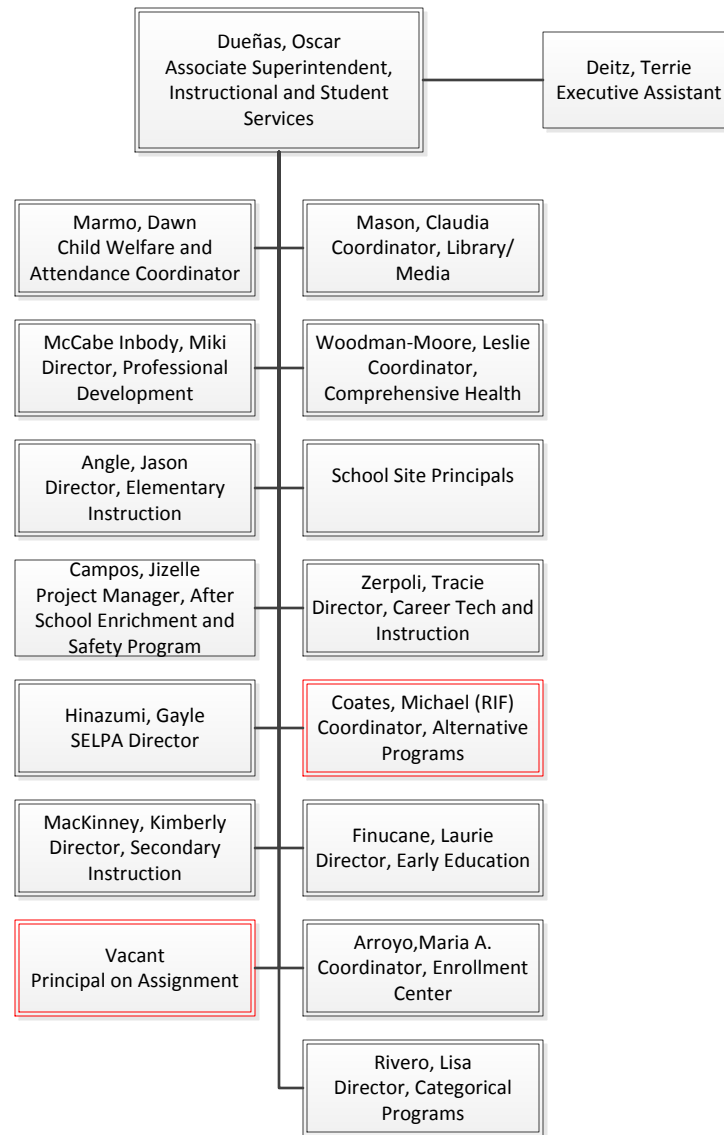 Dueñas, Oscar
Associate Superintendent,
Instructional and Student
Services
Deitz, Terrie
Executive Assistant
Marmo, Dawn
Child Welfare and
Attendance Coordinator
Mason, Claudia
Coordinator, Library/
Media
McCabe Inbody, Miki
Director, Professional
Development
Woodman-Moore, Leslie
Coordinator,
Comprehensive Health
Angle, Jason
Director, Elementary
Instruction
School Site Principals
Campos, Jizelle
Project Manager, After
School Enrichment and
Safety Program
Zerpoli, Tracie
Director, Career Tech and
Instruction
Hinazumi, Gayle
SELPA Director
Coates, Michael (RIF)
Coordinator, Alternative
Programs
MacKinney, Kimberly
Director, Secondary
Instruction
Finucane, Laurie
Director, Early Education
Vacant
Principal on Assignment
Arroyo,Maria A.
Coordinator, Enrollment
Center
Rivero, Lisa
Director, Categorical
Programs